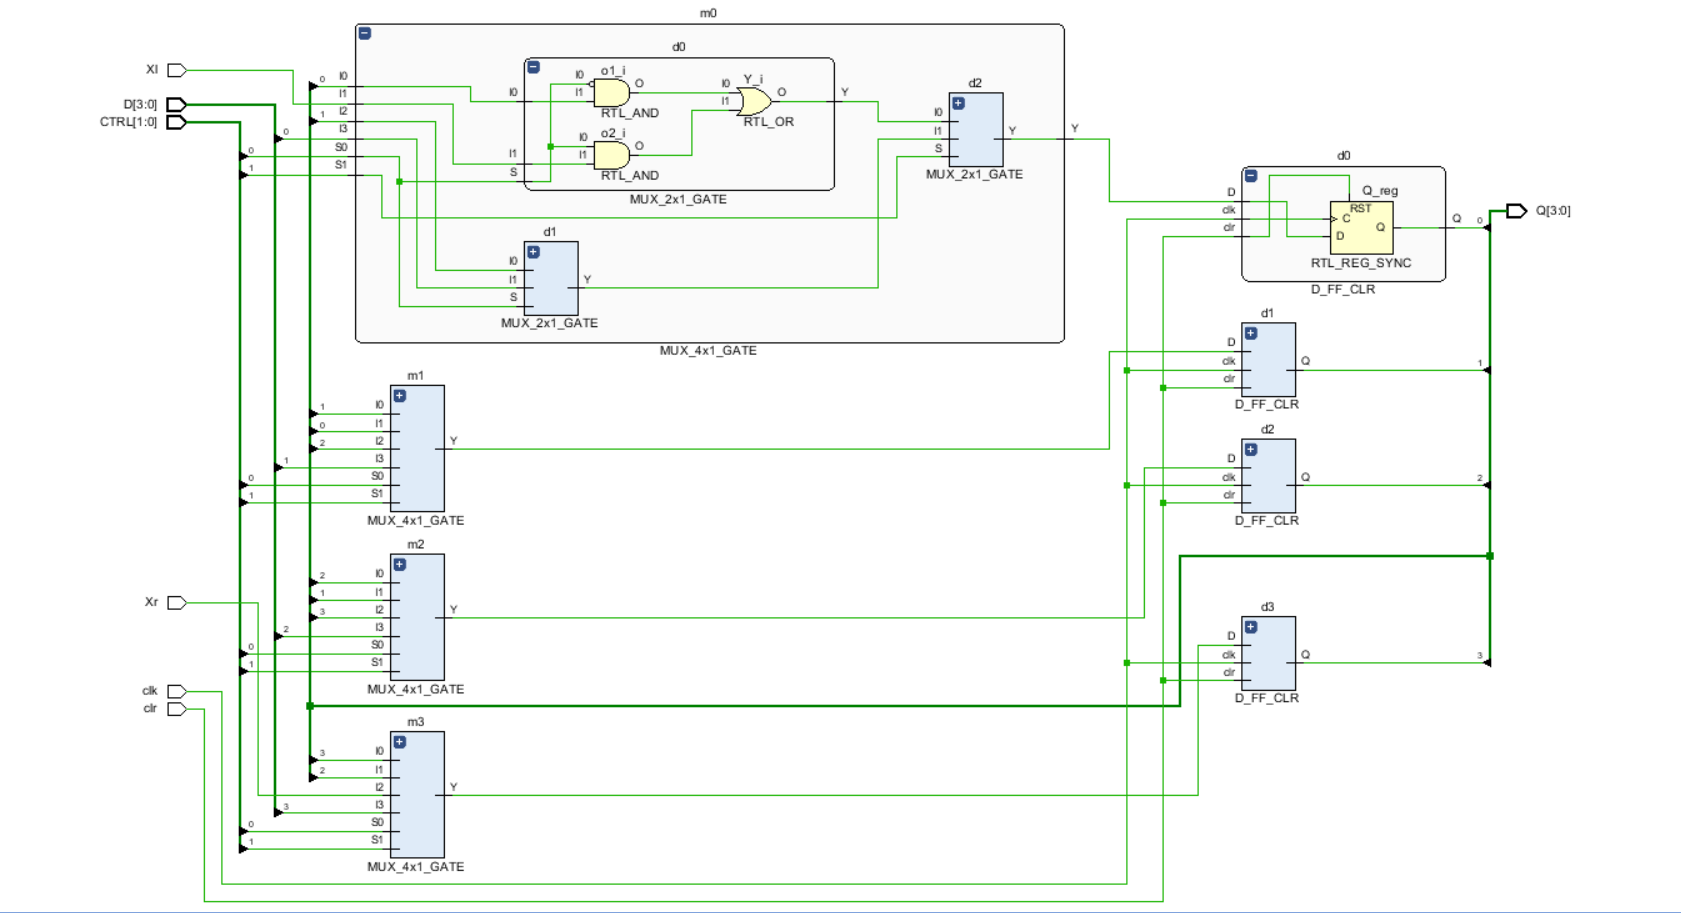 m0
Xl
D[3:0]
CTRL[1:0]
0
1
0
0
1
I0
I1
I2
I3
S0
S1
d0
I0
I1
S
o1_i
I0
I1
O
RTL_AND
o2_i
I0
I1
O
RTL_AND
Y_i
I0
I1
O
RTL_OR
Y
MUX_2x1_GATE
d1
I0
I1
S
Y
MUX_2x1_GATE
d2
I0
I1
S
Y
MUX_2x1_GATE
Y
MUX_4x1_GATE
d0
D
clk
clr
Q_reg
RST
C
D
Q
RTL_REG_SYNC
Q
D_FF_CLR
0
Q[3:0]
d1
D
clk
clr
Q
1
D_FF_CLR
m1
1
0
2
1
0
1
I0
I1
I2
I3
S0
S1
Y
MUX_4x1_GATE
d2
D
clk
clr
Q
2
D_FF_CLR
m2
2
1
3
2
0
1
I0
I1
I2
I3
S0
S1
Y
MUX_4x1_GATE
Xr
d3
D
clk
clr
Q
3
D_FF_CLR
clk
clr
m3
3
2
3
0
1
I0
I1
I2
I3
S0
S1
Y
MUX_4x1_GATE